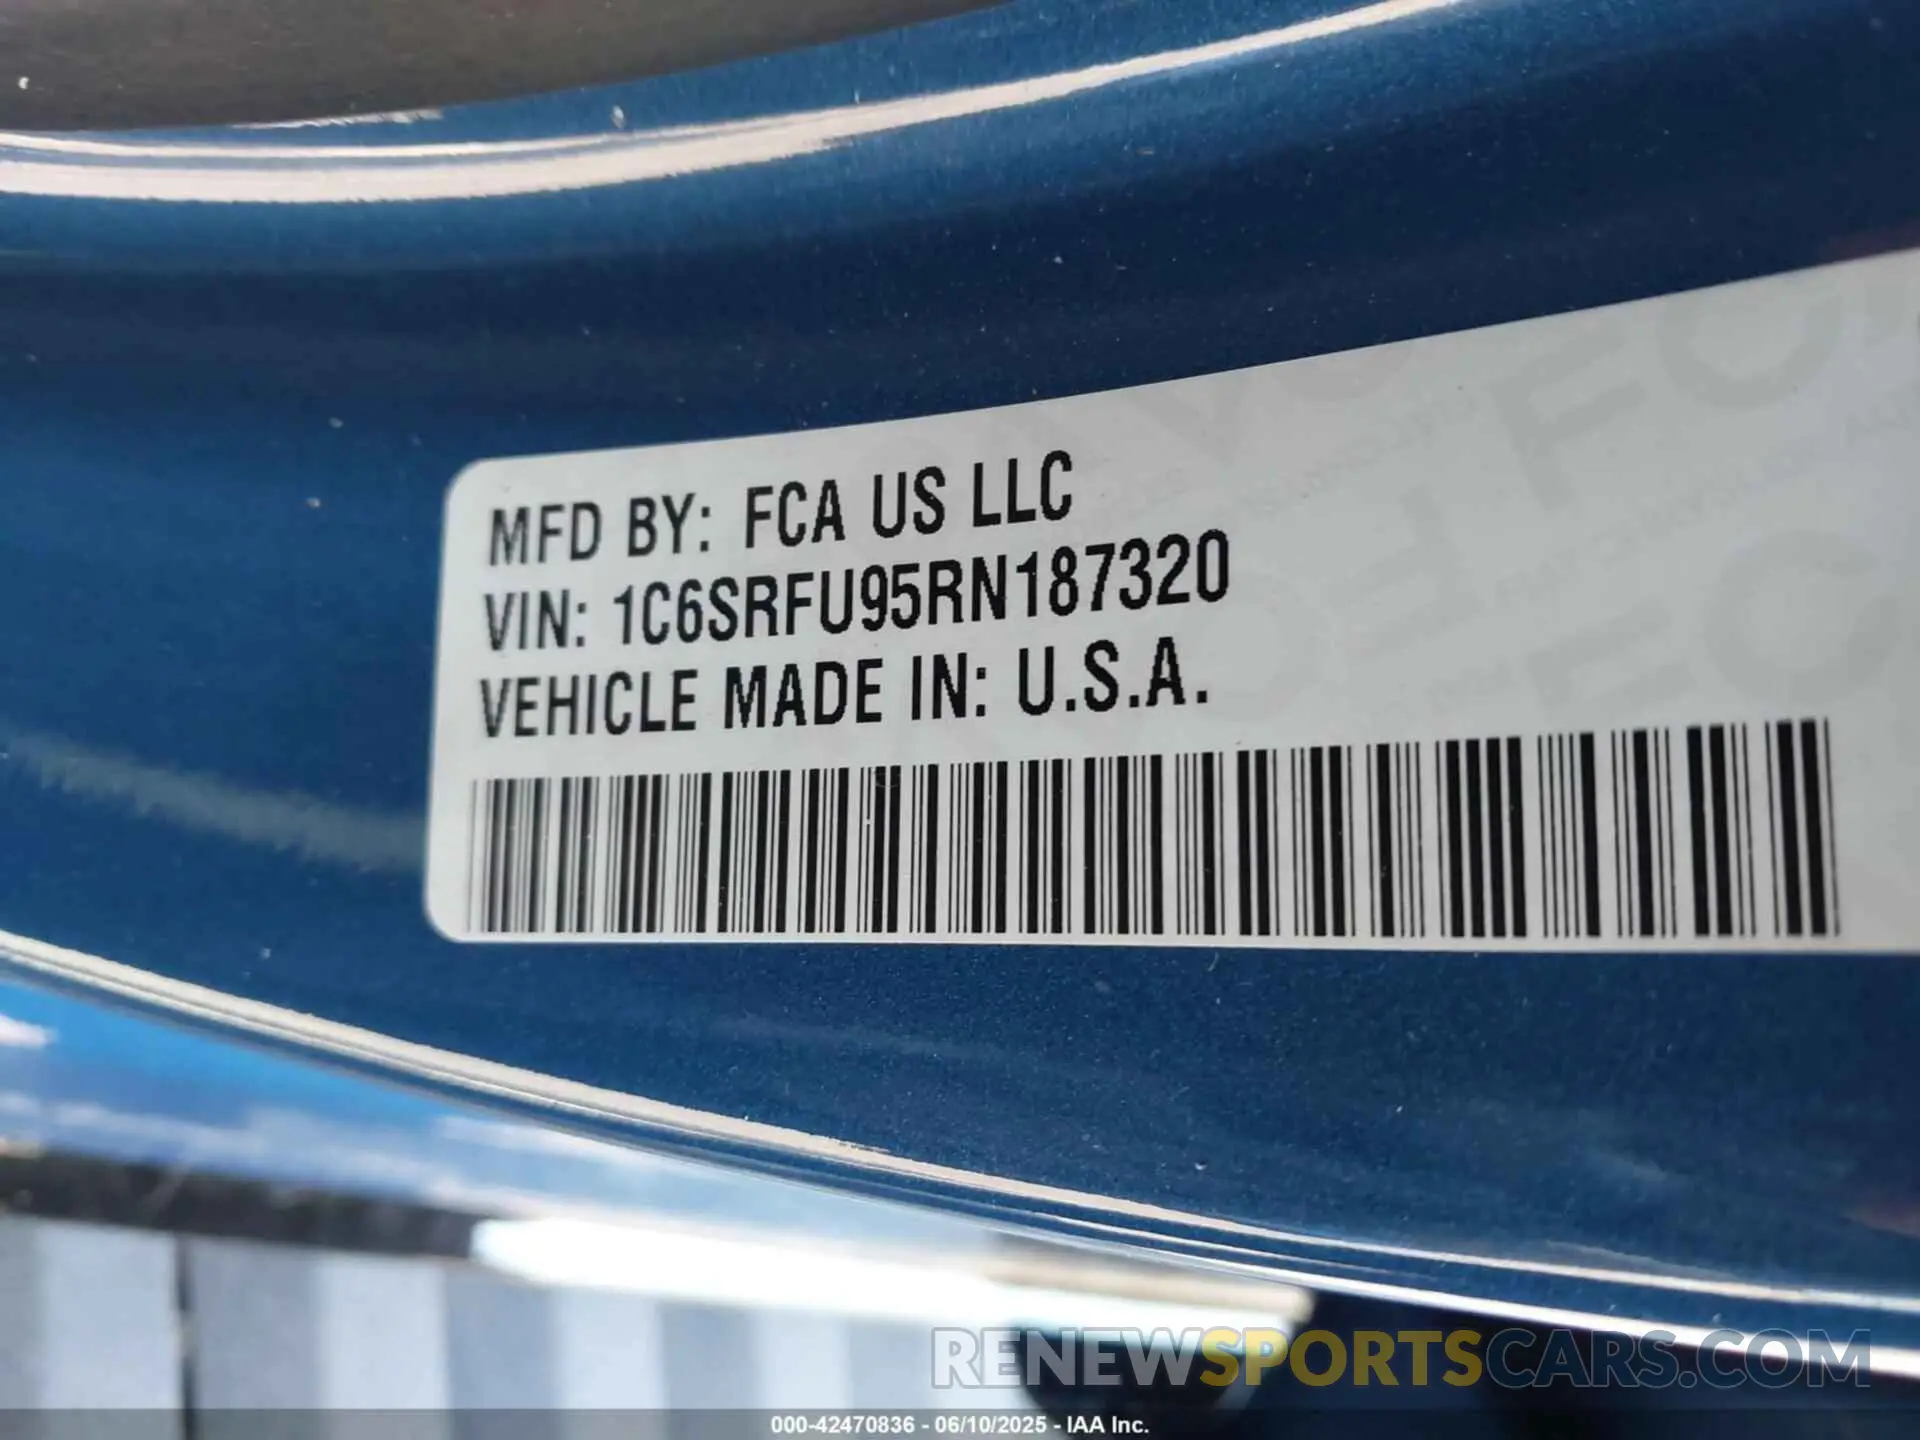 MFD BY: FCA US LLC
VIN: 1C6SRFU95RN187320
VEHICLE MADE IN: U.S.A.
RENEWSPORTSCARS.COM
000-42470836 - 06/10/2025 - IAA Inc.